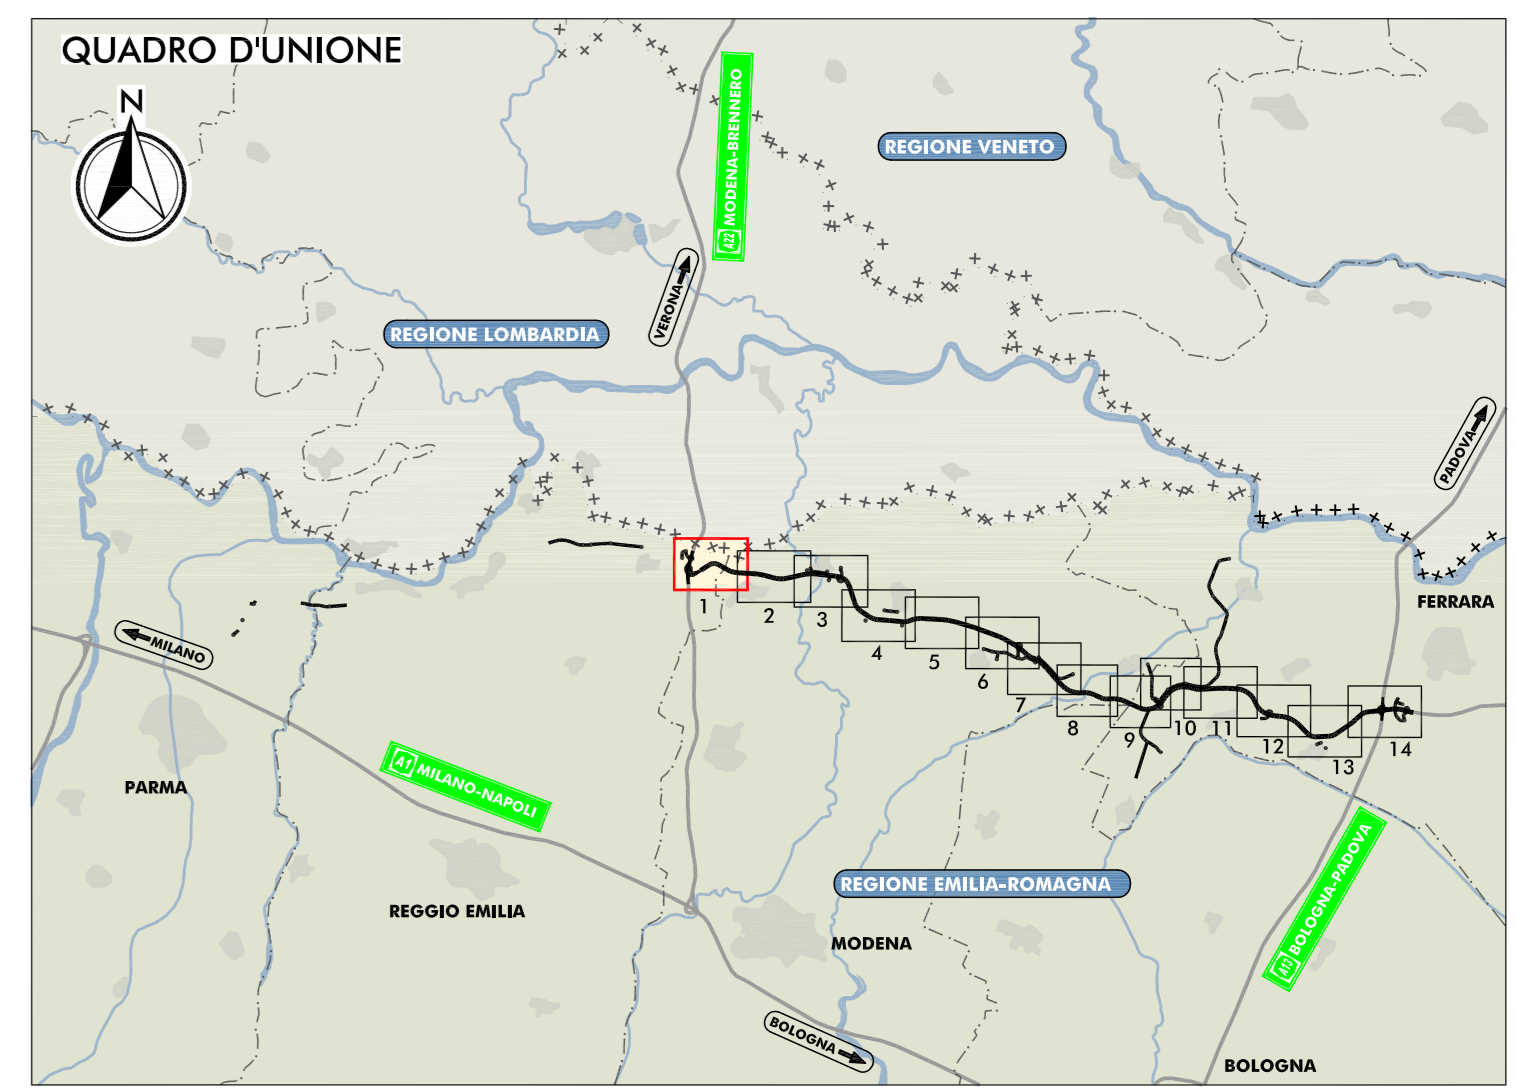 QUADRO D'UNIONE
N
A22 MODENA-BRENNERO
REGIONE VENETO
VERONA
REGIONE LOMBARDIA
PADOVA
FERRARA
MILANO
1
2
3
4
5
6
7
8
9
10
11
12
13
14
PARMA
A1 MILANO-NAPOLI
REGGIO EMILIA
REGIONE EMILIA-ROMAGNA
MODENA
A13 BOLOGNA-PADOVA
BOLOGNA
BOLOGNA